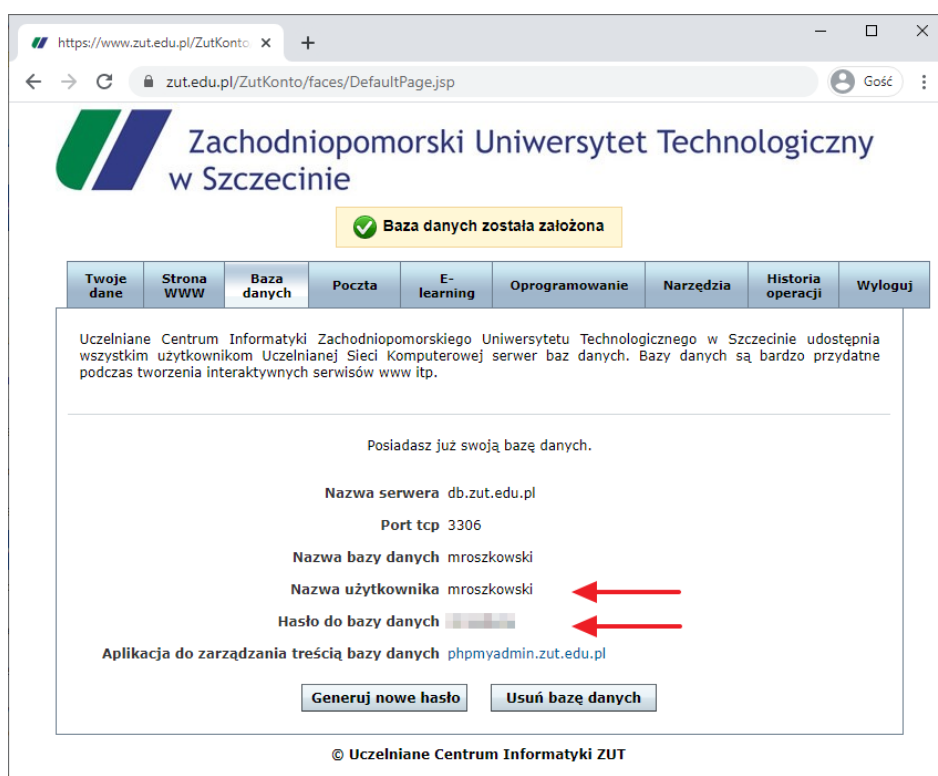 https://www.zut.edu.pl/ZutKonto
zut.edu.pl/ZutKonto/faces/DefaultPage.jsp
Gość
Zachodniopomorski Uniwersytet Technologiczny
w Szczecinie
Baza danych została założona
Twoje dane
Strona WWW
Baza danych
Poczta
E-learning
Oprogramowanie
Narzędzia
Historia operacji
Wyloguj
Uczelniane Centrum Informatyki Zachodniopomorskiego Uniwersytetu Technologicznego w Szczecinie udostępnia
wszystkim użytkownikom Uczelnianej Sieci Komputerowej serwer baz danych. Bazy danych są bardzo przydatne
podczas tworzenia interaktywnych serwisów www itp.
Posiadasz już swoją bazę danych.
Nazwa serwera db.zut.edu.pl
Port tcp 3306
Nazwa bazy danych mroszkowski
Nazwa użytkownika mroszkowski
Hasło do bazy danych
Aplikacja do zarządzania treścią bazy danych phpmyadmin.zut.edu.pl
Generuj nowe hasło
Usuń bazę danych
© Uczelniane Centrum Informatyki ZUT